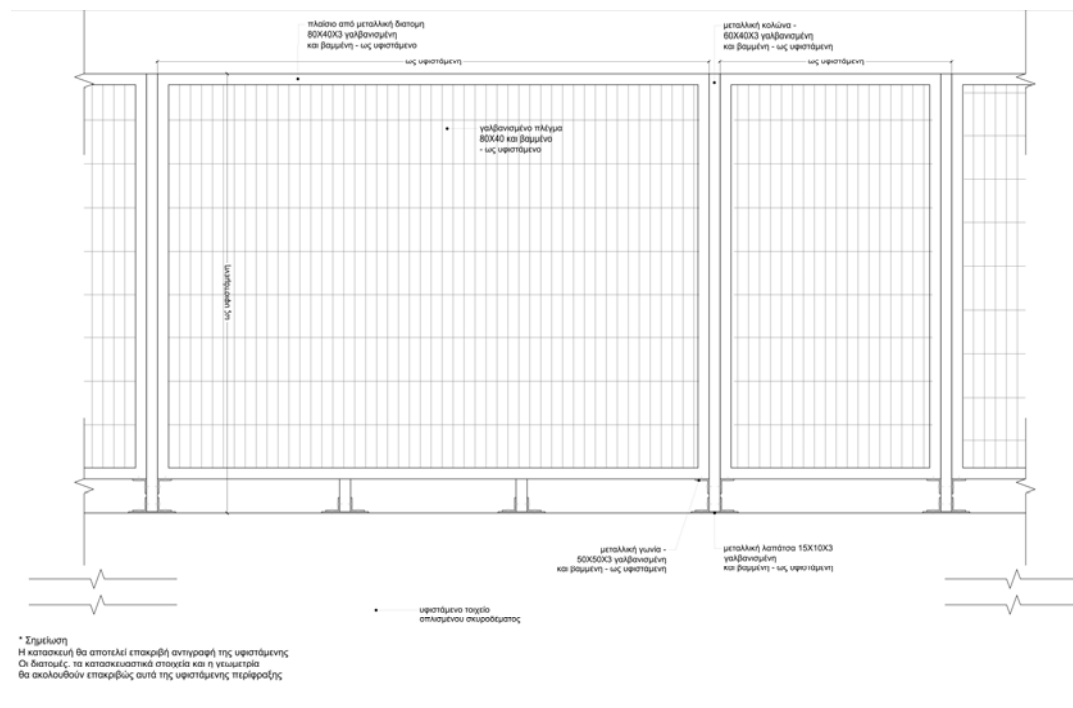 πλαίσιο από μεταλλική διατομη
80X40X3 γαλβανισμένη
και βαμμένη - ως υφιστάμενο
μεταλλική κολώνα -
60X40X3 γαλβανισμένη
και βαμμένη - ως υφιστάμενη
ως υφιστάμενη
ως υφιστάμενη
γαλβανισμένο πλέγμα
80X40 και βαμμένο
- ως υφιστάμενο
ως υφιστάμενη
μεταλλική γωνία -
50X50X3 γαλβανισμένη
και βαμμένη - ως υφιστάμενη
μεταλλική λαπάτσα 15X10X3
γαλβανισμένη
και βαμμένη - ως υφιστάμενη
υφιστάμενο τοιχείο
οπλισμένου σκυροδέματος
* Σημείωση
Η κατασκευή θα αποτελεί επακριβή αντιγραφή της υφιστάμενης
Οι διατομές, τα κατασκευαστικά στοιχεία και η γεωμετρία
θα ακολουθούν επακριβώς αυτά της υφιστάμενης περίφραξης